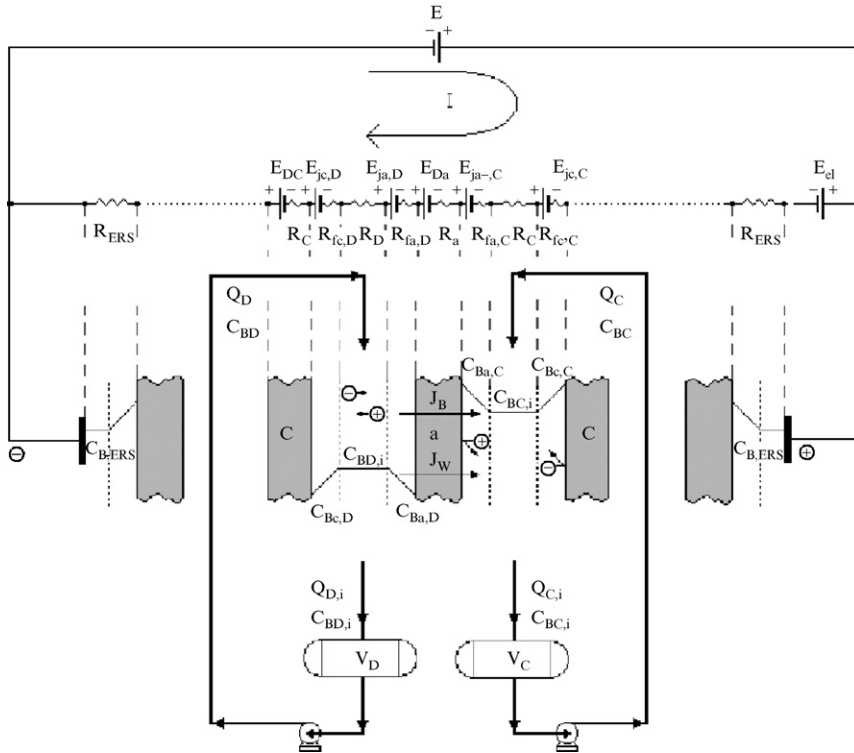 E
− +
I
E_DC E_jc,D E_ja,D E_Da E_ja-,C E_jc,C E_el
+ − + − + − + − + − + − − +
R_ERS R_C R_fc,D R_D R_fa,D R_a R_fa,C R_C R_fc,C R_ERS
Q_D Q_C
C_BD C_BC
C_Ba,C C_Bc,C
J_B C_BC,i
− +
C a + C
C_B,ERS C_BD,i J_W − C_B,ERS
− +
C_Bc,D C_Ba,D
Q_D,i Q_C,i
C_BD,i C_BC,i
V_D V_C